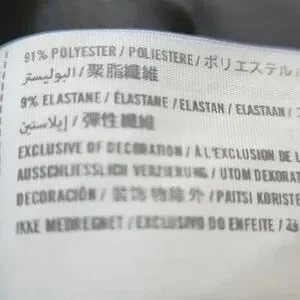 91% POLYESTER / POLIESTERE / ポリエステル
البوليستر / 聚脂纖維
9% ELASTANE / ÉLASTANE / ELASTAN / ELASTAAN /
إيلاستين / 彈性纖維
EXCLUSIVE OF DECORATION / À L'EXCLUSION DE L
AUSSCHLIESSLICH VERZIERUNG / UTOM DEKORAT
DECORACIÓN / 装饰物除外 / PAITSI KORISTE
IKKE MEDREGNET / EXCLUSIVO DO ENFEITE /